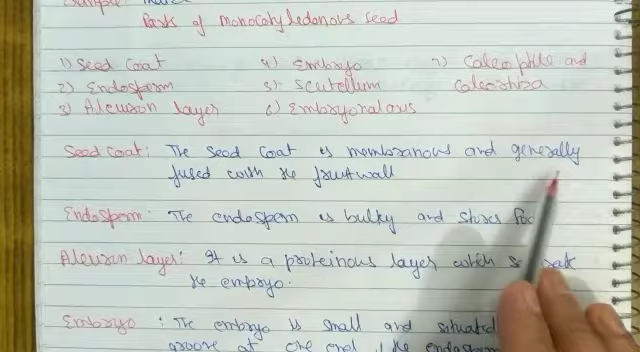 Parts of monocotyledonous seed
1) Seed coat 4) Embryo 7) Coleoptile and
2) Endosperm 5) Scutellum coleorhiza
3) Aleuron layer 6) Embryonal axis
Seed coat: The seed coat is membranous and generally
fused with the fruit wall
Endosperm: The endosperm is bulky and stores
Aleuron layer: It is a proteinous layer which
the embryo.
Embryo: The embryo is small and situated
groove at one end the endosperm